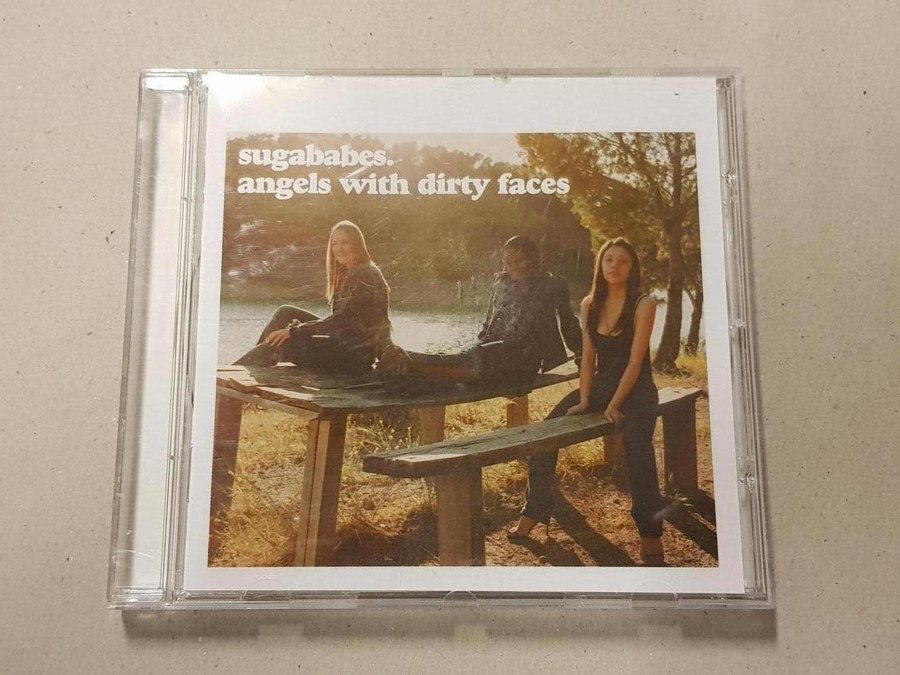 sugababes.
angels with dirty faces